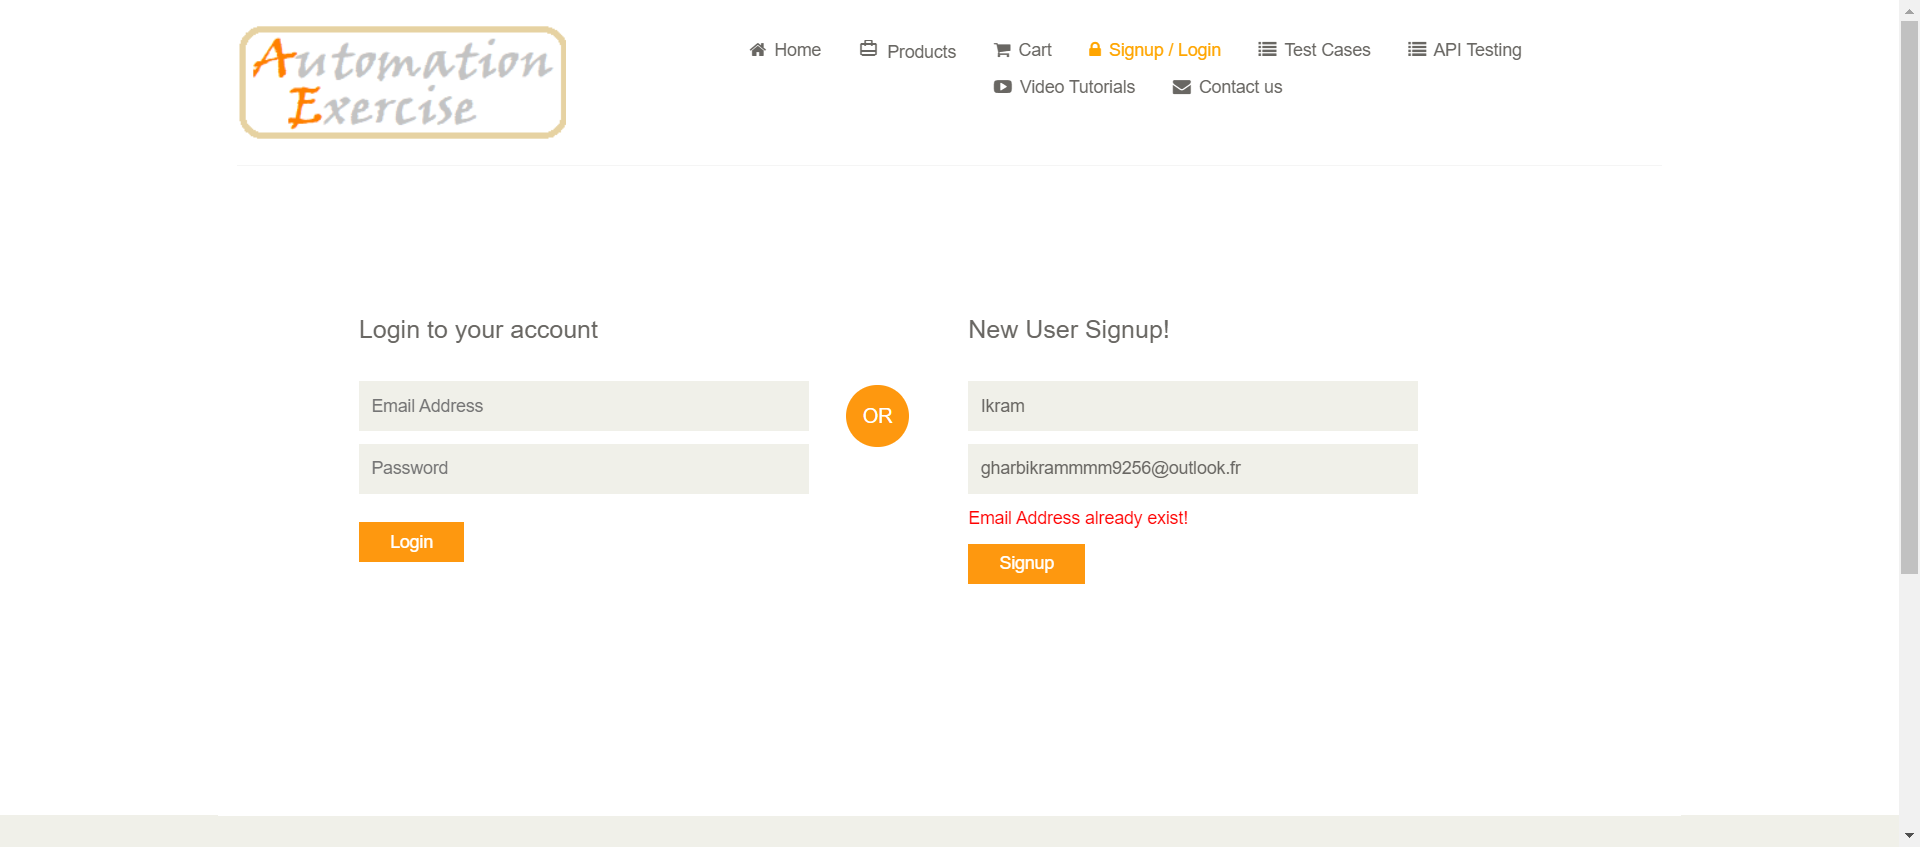 Automation
Exercise
Home Products Cart Signup / Login Test Cases API Testing
Video Tutorials Contact us
Login to your account
Email Address
Password
Login
OR
New User Signup!
Ikram
gharbikrammmm9256@outlook.fr
Email Address already exist!
Signup